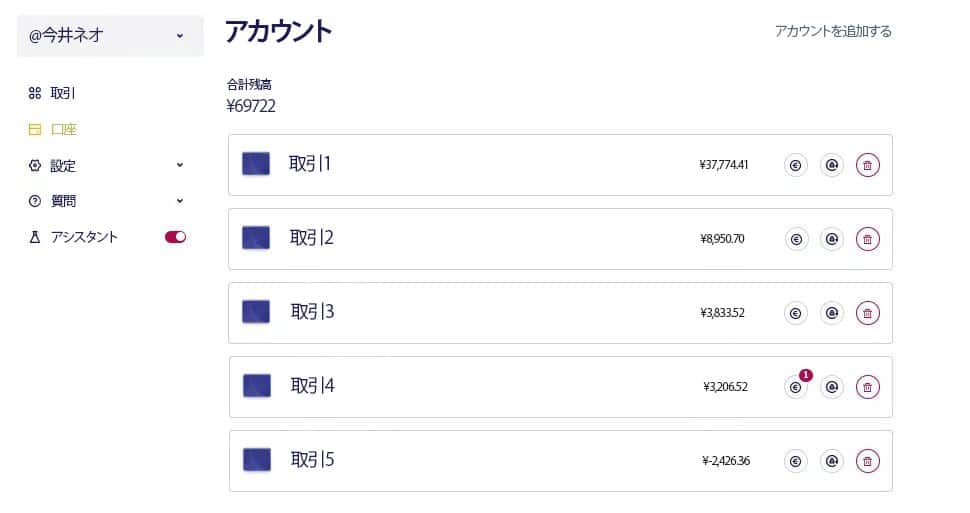 @今井ネオ
取引
口座
設定
質問
アシスタント
アカウント
アカウントを追加する
合計残高
¥69722
取引1
¥37,774.41
取引2
¥8,950.70
取引3
¥3,833.52
取引4
¥3,206.52
1
取引5
¥-2,426.36